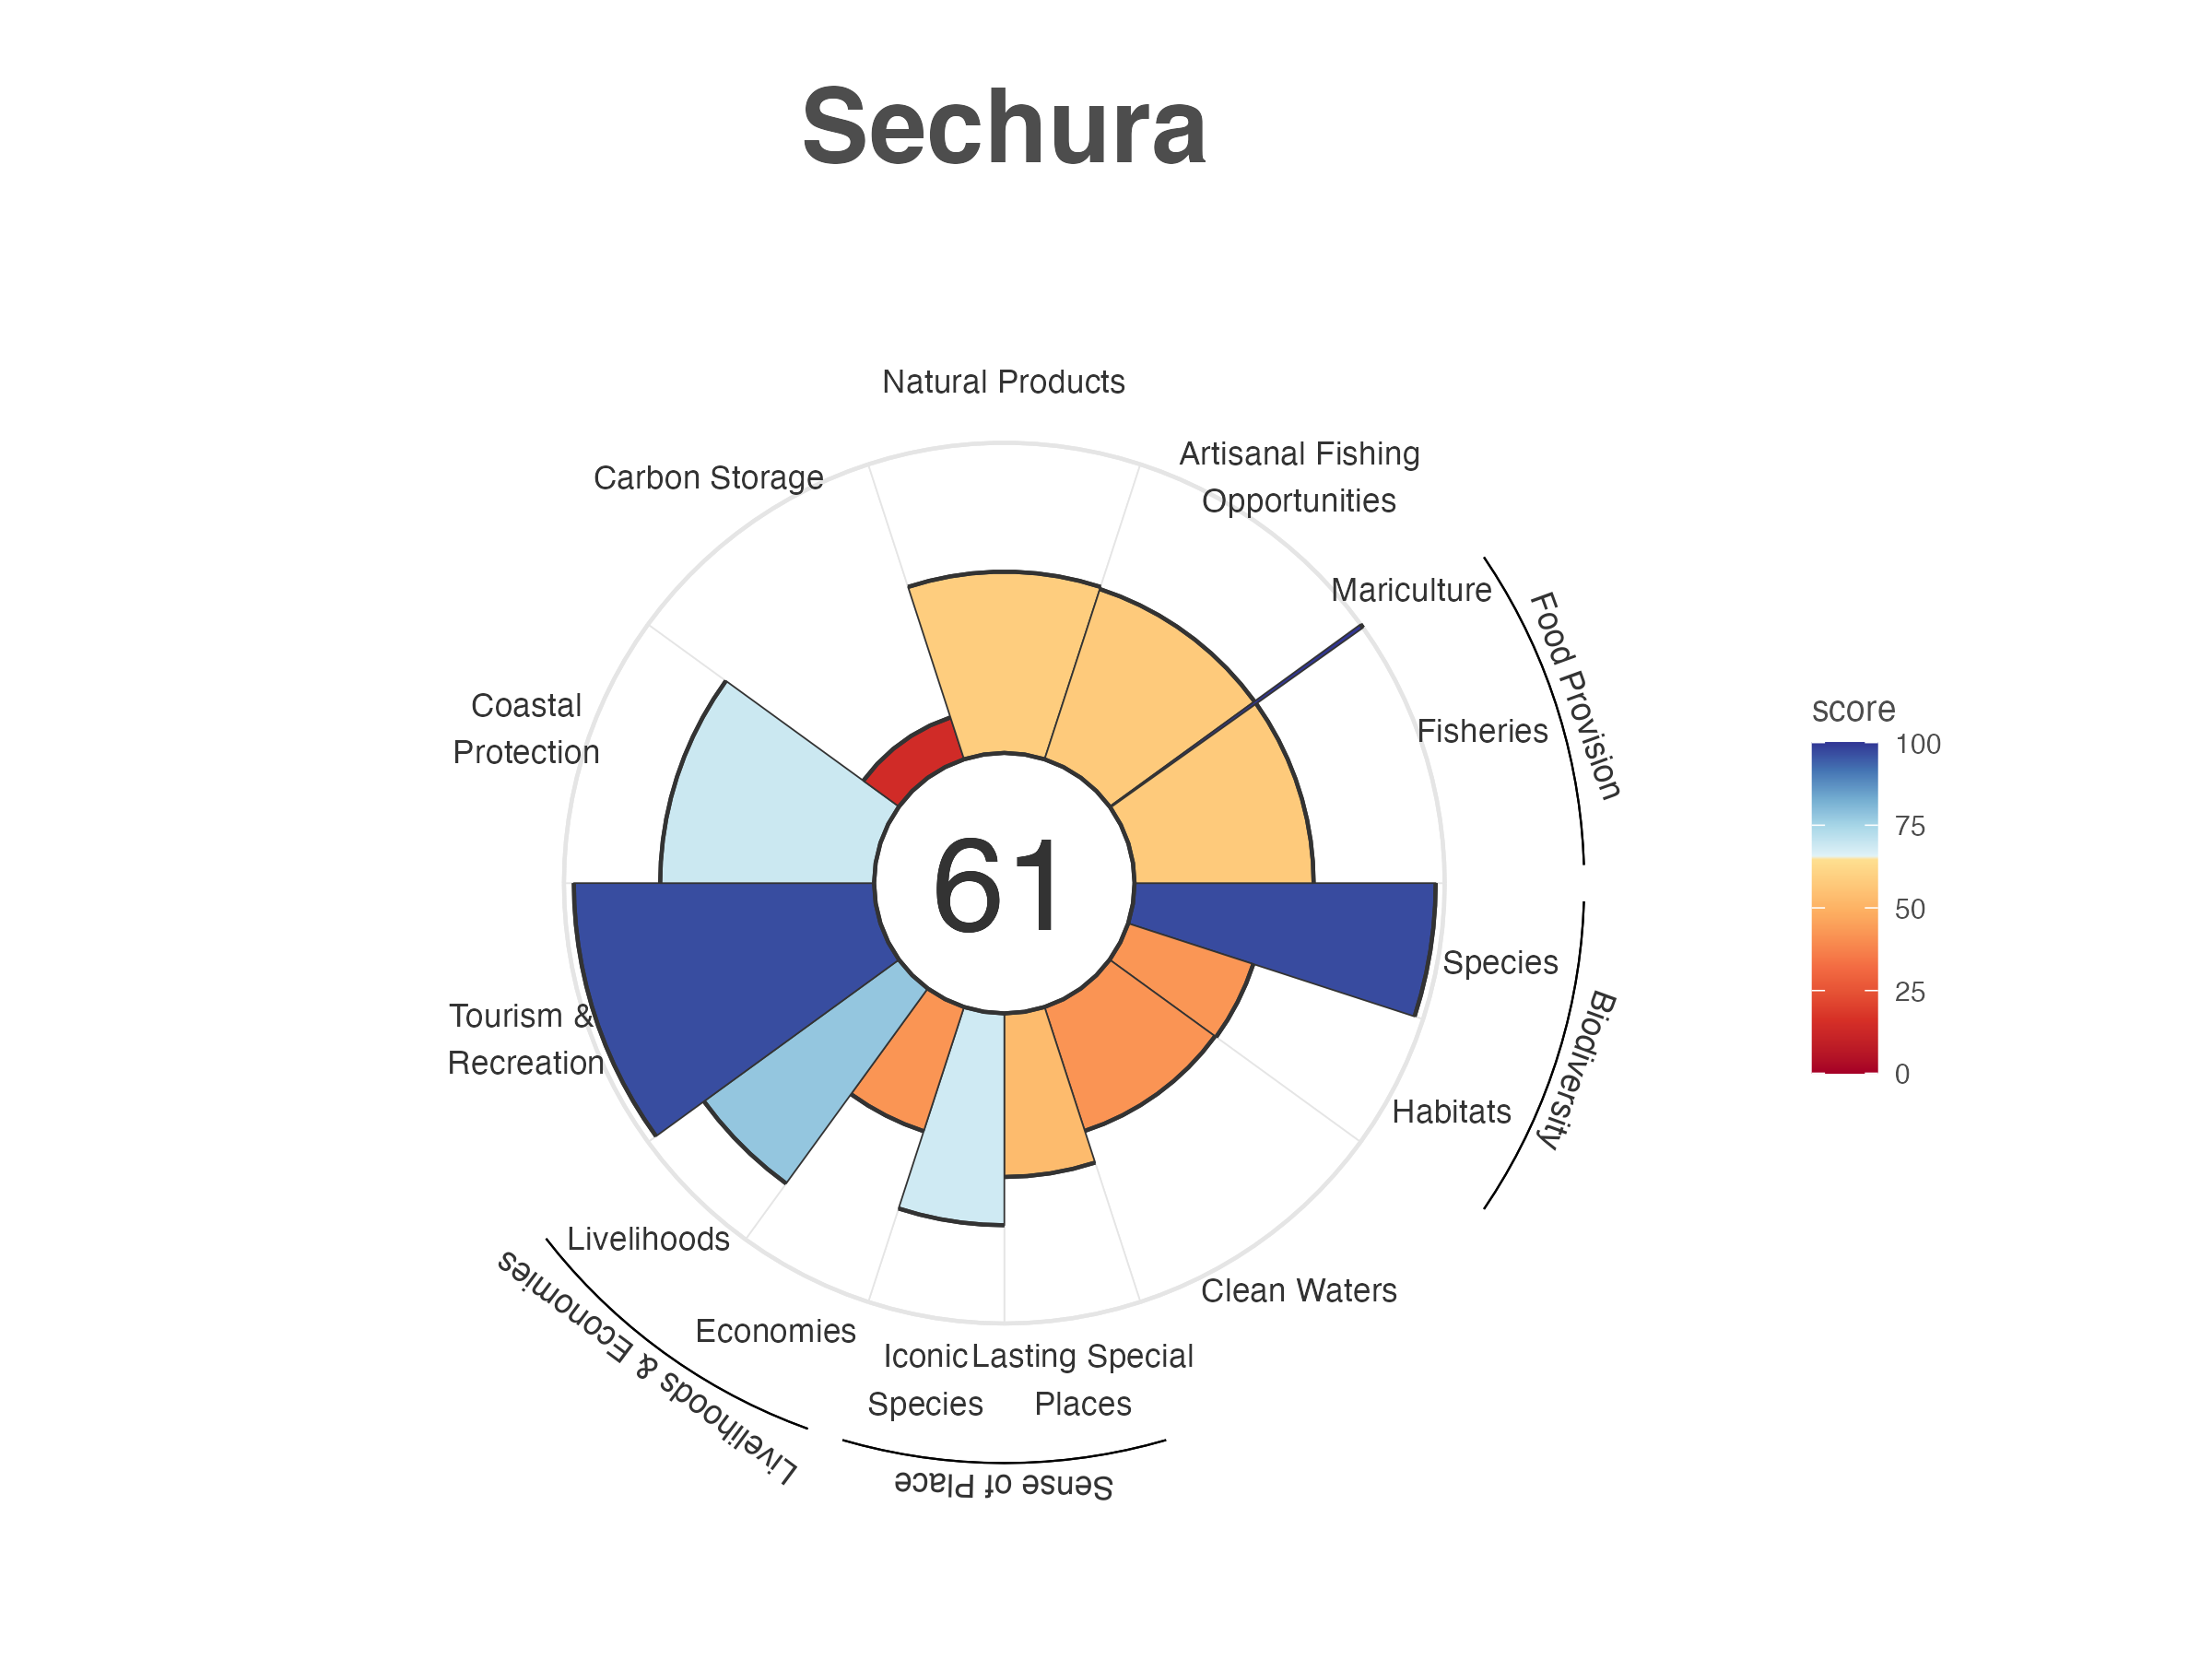 Sechura
Natural Products
Artisanal Fishing
Opportunities
Carbon Storage
Mariculture
Food Provision
Fisheries
Coastal
Protection
score
100
75
50
25
0
61
Species
Biodiversity
Habitats
Tourism &
Recreation
Livelihoods
Clean Waters
Economies
Livelihoods & Economies
Iconic
Species
Lasting Special
Places
Sense of Place